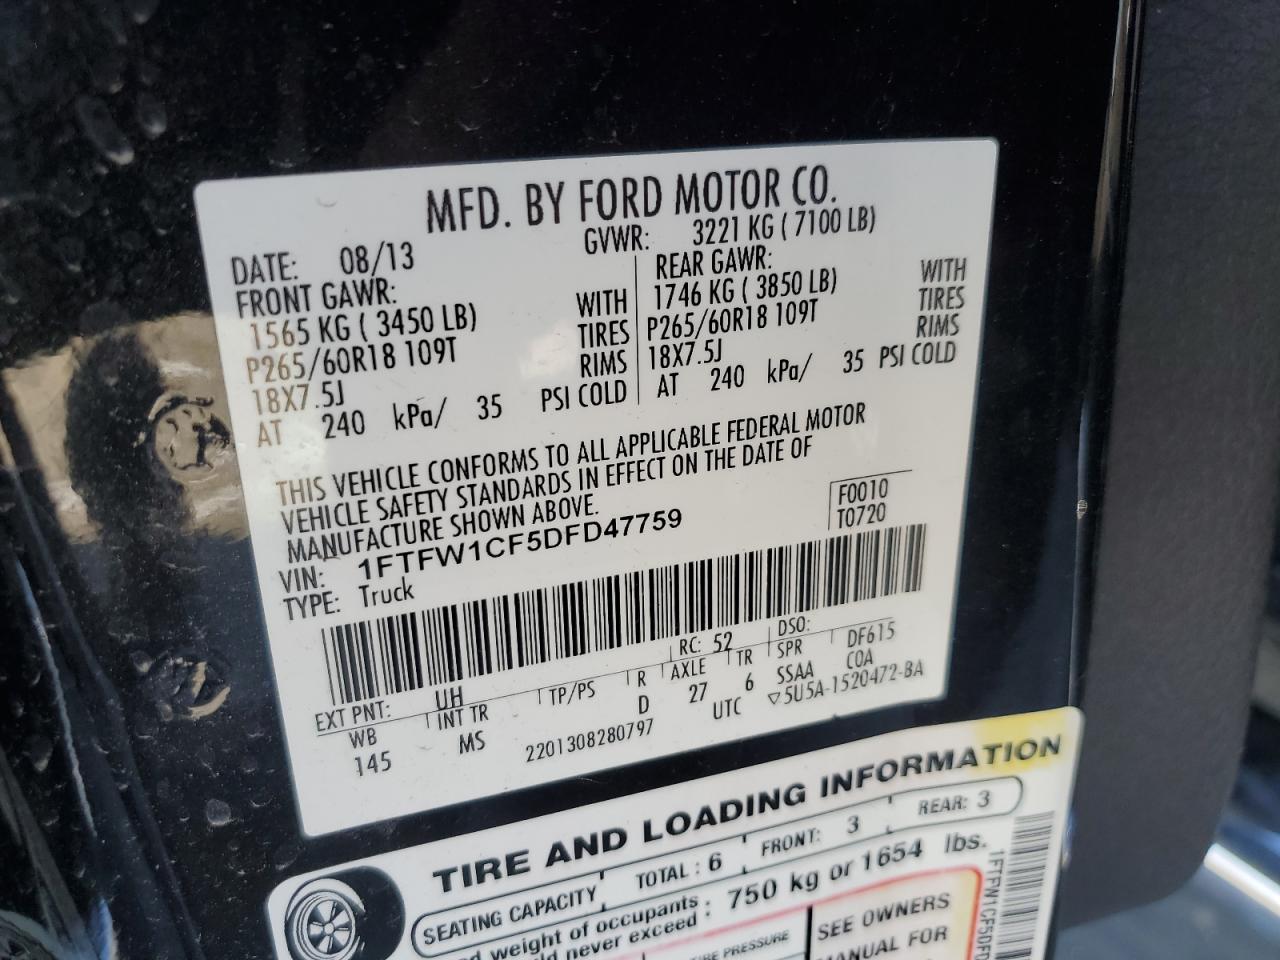 MFD. BY FORD MOTOR CO.
DATE: 08/13 GVWR: 3221 KG ( 7100 LB)
FRONT GAWR: REAR GAWR:
1565 KG ( 3450 LB) WITH 1746 KG ( 3850 LB) WITH
P265/60R18 109T TIRES P265/60R18 109T TIRES
18X7.5J RIMS 18X7.5J RIMS
AT 240 kPa/ 35 PSI COLD AT 240 kPa/ 35 PSI COLD
THIS VEHICLE CONFORMS TO ALL APPLICABLE FEDERAL MOTOR
VEHICLE SAFETY STANDARDS IN EFFECT ON THE DATE OF
MANUFACTURE SHOWN ABOVE.
F0010
T0720
VIN: 1FTFW1CF5DFD47759
TYPE: Truck
EXT PNT: UH RC: 52 DSO:
WB INT TR TP/PS R AXLE TR SPR DF615
145 MS D 27 6 SSAA COA
2201308280797 UTC ▽5U5A-1520472-BA
TIRE AND LOADING INFORMATION
SEATING CAPACITY TOTAL : 6 FRONT: 3 REAR: 3
weight of occupants : 750 kg or 1654 lbs.
never exceed
PRESSURE SEE OWNERS
MANUAL FOR